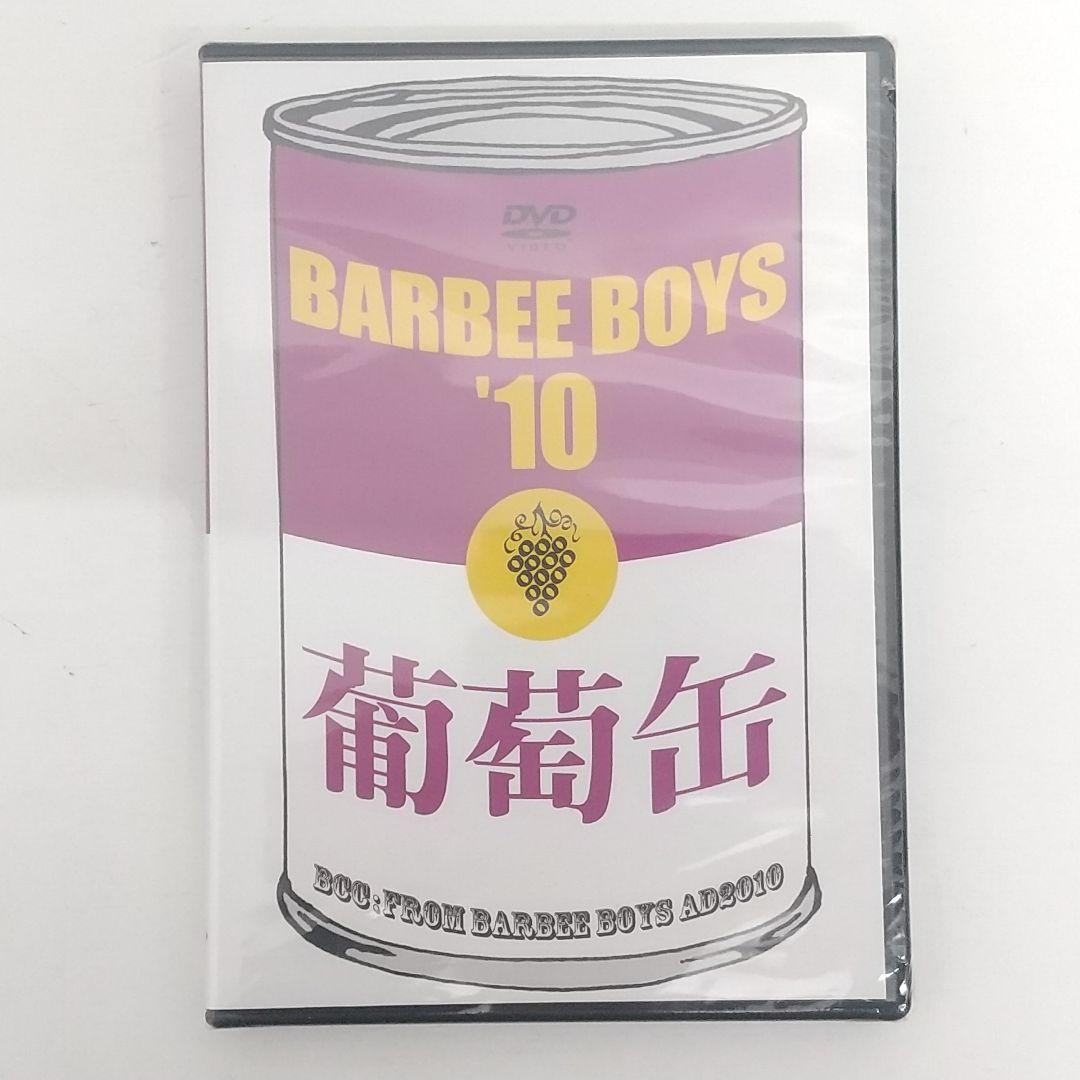 DVD
VIDEO
BARBEE BOYS
'10
葡萄缶
BCC:FROM BARBEE BOYS AD2010